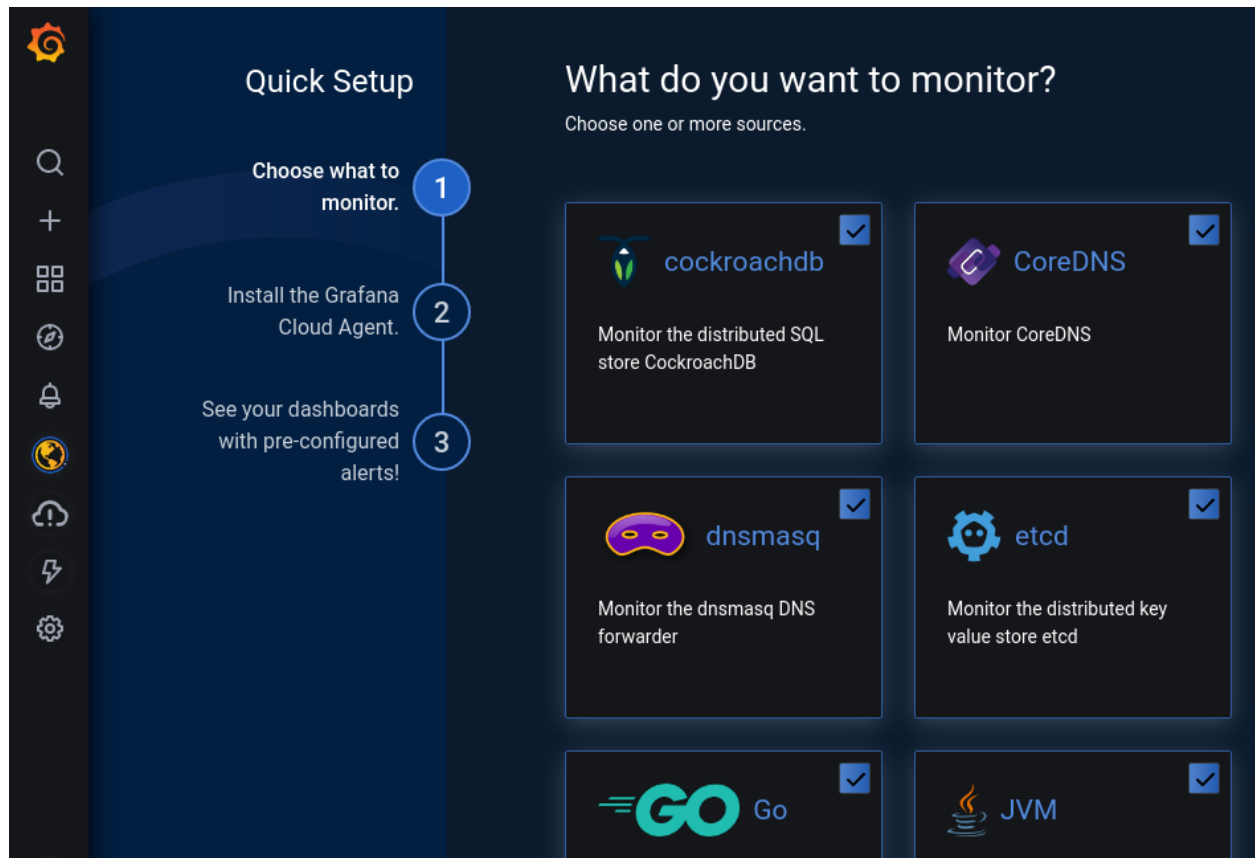 Quick Setup
Choose what to
monitor.
1
Install the Grafana
Cloud Agent.
2
See your dashboards
with pre-configured
alerts!
3
What do you want to monitor?
Choose one or more sources.
cockroachdb
Monitor the distributed SQL
store CockroachDB
CoreDNS
Monitor CoreDNS
dnsmasq
Monitor the dnsmasq DNS
forwarder
etcd
Monitor the distributed key
value store etcd
GO Go
JVM